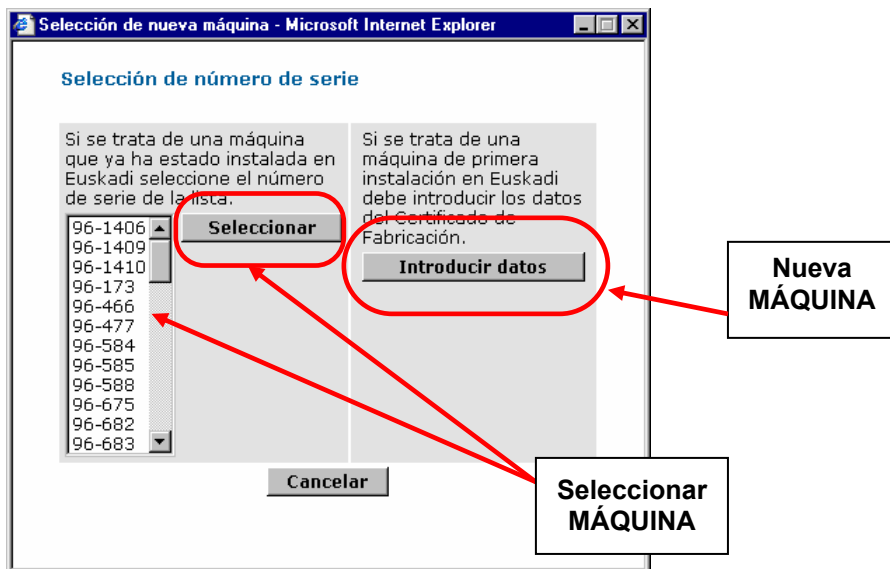 Selección de nueva máquina - Microsoft Internet Explorer
Selección de número de serie
Si se trata de una máquina
que ya ha estado instalada en
Euskadi seleccione el número
de serie de la lista.
96-1406
96-1409
96-1410
96-173
96-466
96-477
96-584
96-585
96-588
96-675
96-682
96-683
Seleccionar
Si se trata de una
máquina de primera
instalación en Euskadi
debe introducir los datos
del Certificado de
Fabricación.
Introducir datos
Cancelar
Nueva
MÁQUINA
Seleccionar
MÁQUINA